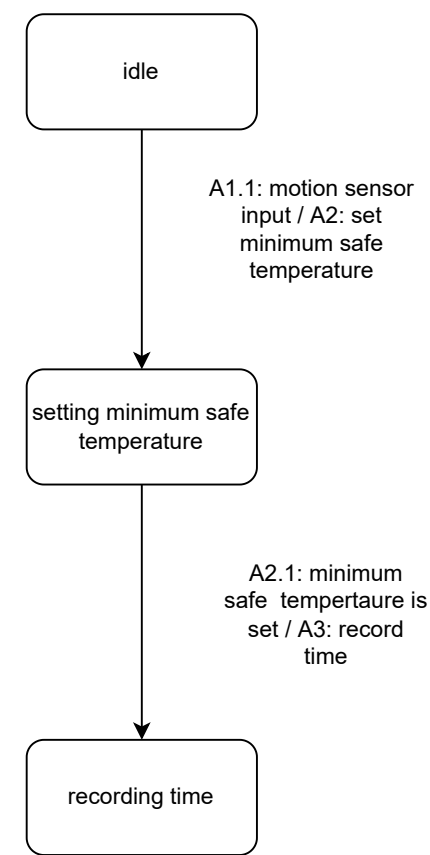 idle
A1.1: motion sensor
input / A2: set
minimum safe
temperature
setting minimum safe
temperature
A2.1: minimum
safe  tempertaure is
set / A3: record
time
recording time